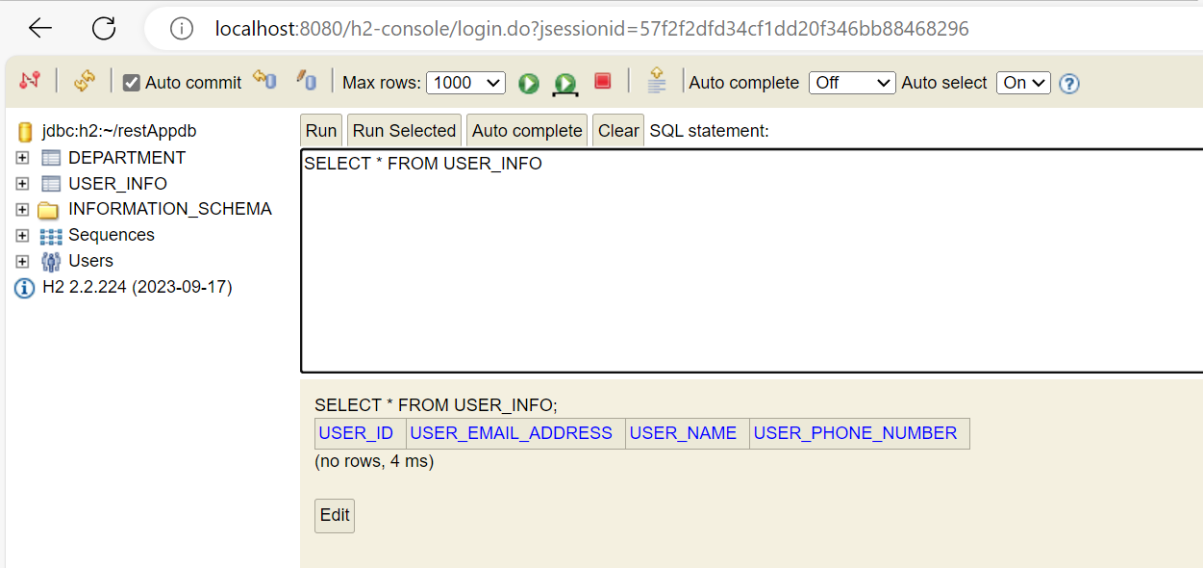 localhost:8080/h2-console/login.do?jsessionid=57f2f2dfd34cf1dd20f346bb88468296
Auto commit Max rows: 1000 Auto complete Off Auto select On ?
jdbc:h2:~/restAppdb
DEPARTMENT
USER_INFO
INFORMATION_SCHEMA
Sequences
Users
H2 2.2.224 (2023-09-17)
Run Run Selected Auto complete Clear SQL statement:
SELECT * FROM USER_INFO
SELECT * FROM USER_INFO;
USER_ID USER_EMAIL_ADDRESS USER_NAME USER_PHONE_NUMBER
(no rows, 4 ms)
Edit